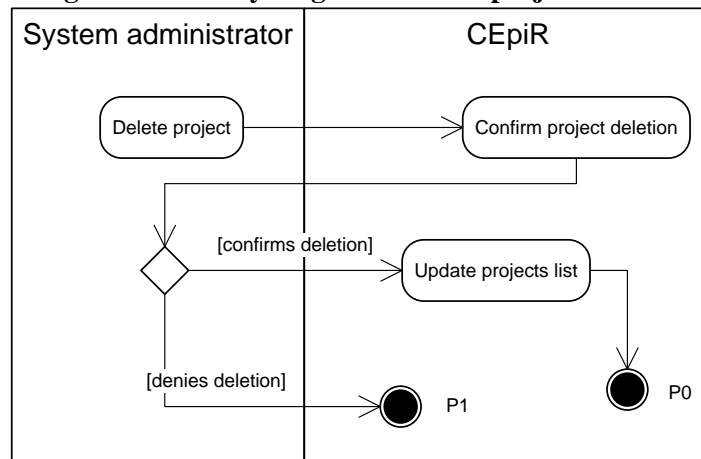 System administrator
CEpiR
Delete project
Confirm project deletion
[confirms deletion]
Update projects list
[denies deletion]
P1
P0